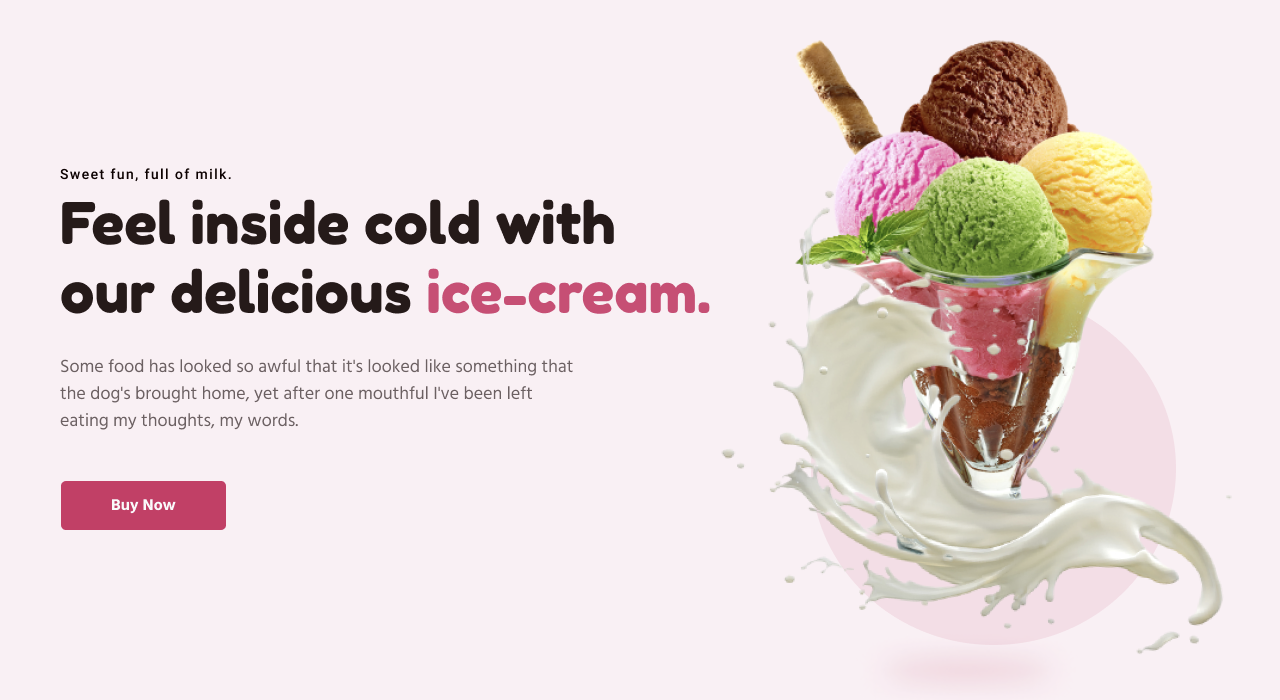 Sweet fun, full of milk.
Feel inside cold with
our delicious ice-cream.
Some food has looked so awful that it's looked like something that
the dog's brought home, yet after one mouthful I've been left
eating my thoughts, my words.
Buy Now